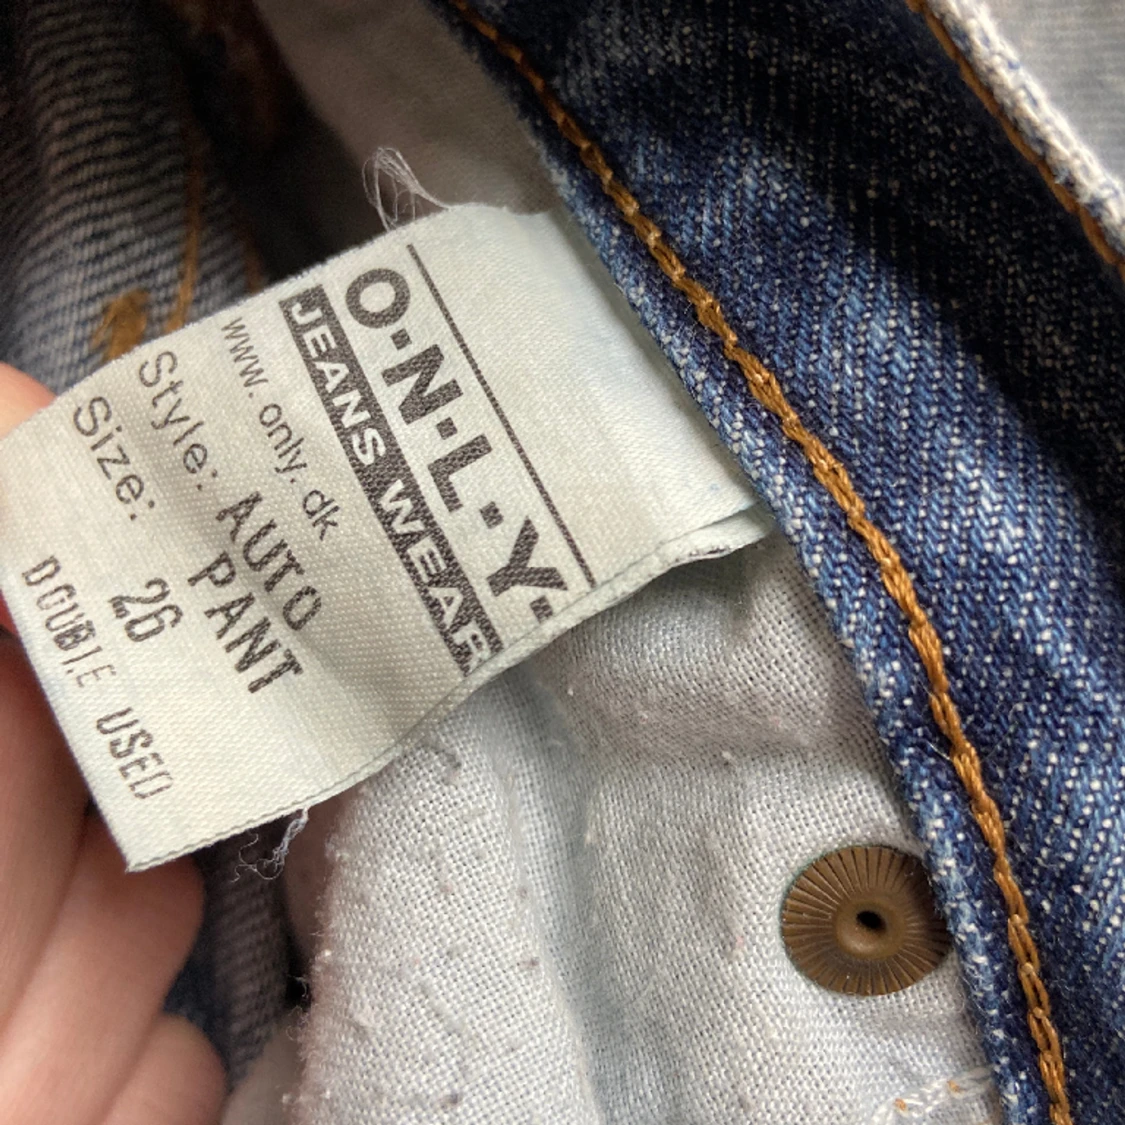 O·N·L·Y·
JEANS WEAR
www.only.dk
Style: AUTO
PANT
Size: 26
DOUBLE USED